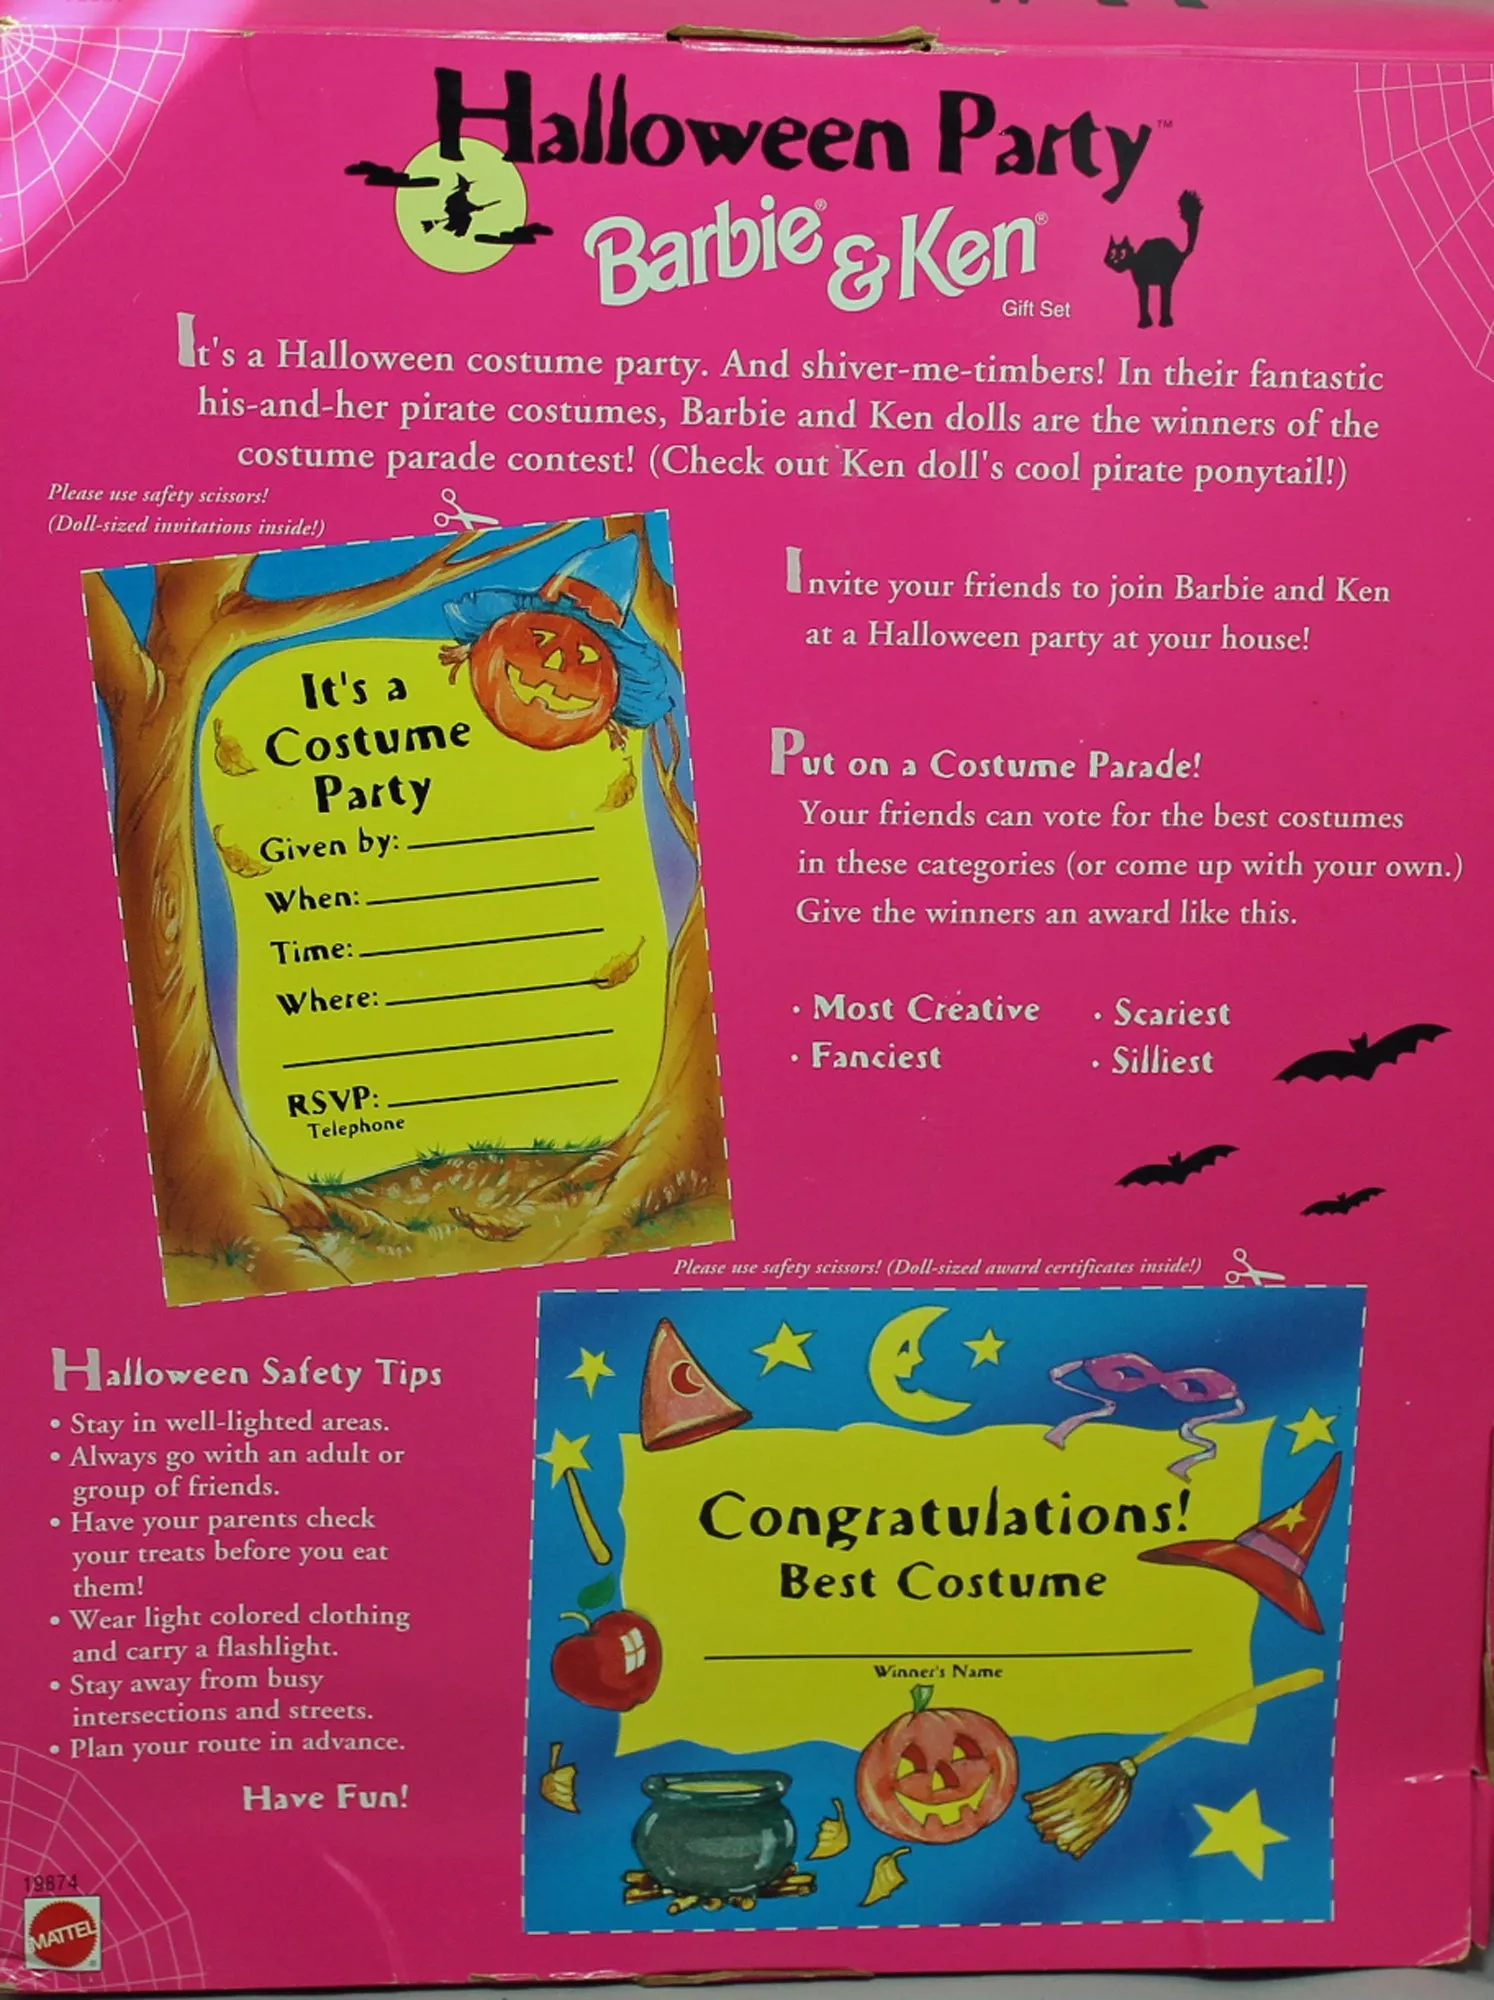 Halloween Party™
Barbie® & Ken®
Gift Set
It's a Halloween costume party. And shiver-me-timbers! In their fantastic
his-and-her pirate costumes, Barbie and Ken dolls are the winners of the
costume parade contest! (Check out Ken doll's cool pirate ponytail!)
Please use safety scissors!
(Doll-sized invitations inside!)
It's a
Costume
Party
Given by:
When:
Time:
Where:
RSVP:
Telephone
Invite your friends to join Barbie and Ken
at a Halloween party at your house!
Put on a Costume Parade!
Your friends can vote for the best costumes
in these categories (or come up with your own.)
Give the winners an award like this.
• Most Creative
• Fanciest
• Scariest
• Silliest
Please use safety scissors! (Doll-sized award certificates inside!)
Congratulations!
Best Costume
Winner's Name
Halloween Safety Tips
• Stay in well-lighted areas.
• Always go with an adult or
group of friends.
• Have your parents check
your treats before you eat
them!
• Wear light colored clothing
and carry a flashlight.
• Stay away from busy
intersections and streets.
• Plan your route in advance.
Have Fun!
19874
MATTEL®